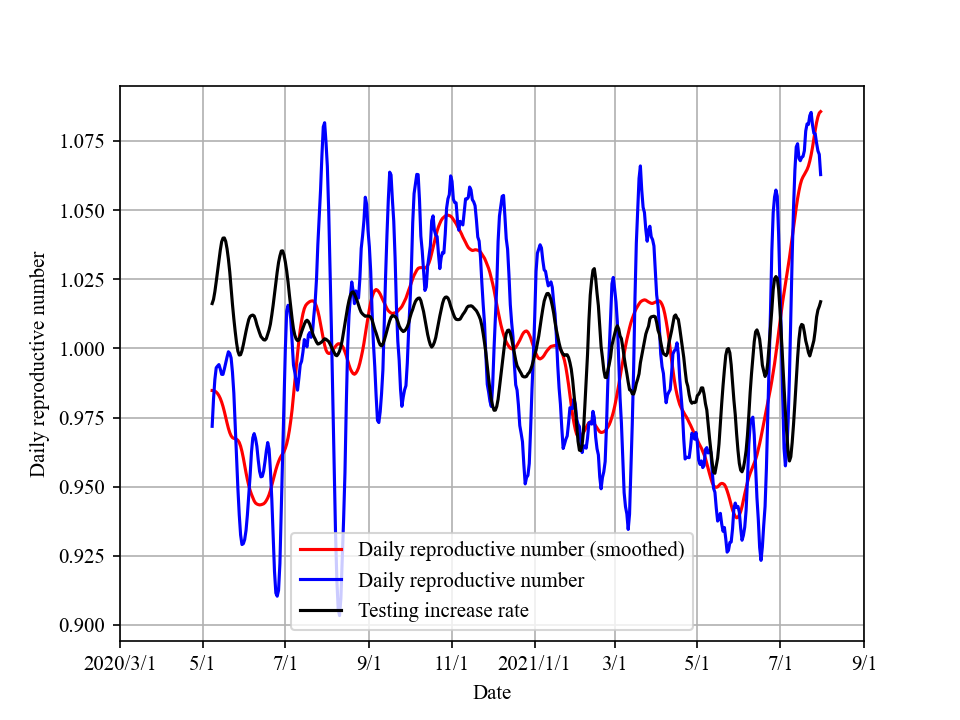 1.075
1.050
1.025
1.000
0.975
0.950
0.925
0.900
Daily reproductive number
Daily reproductive number (smoothed)
Daily reproductive number
Testing increase rate
2020/3/1 5/1 7/1 9/1 11/1 2021/1/1 3/1 5/1 7/1 9/1
Date